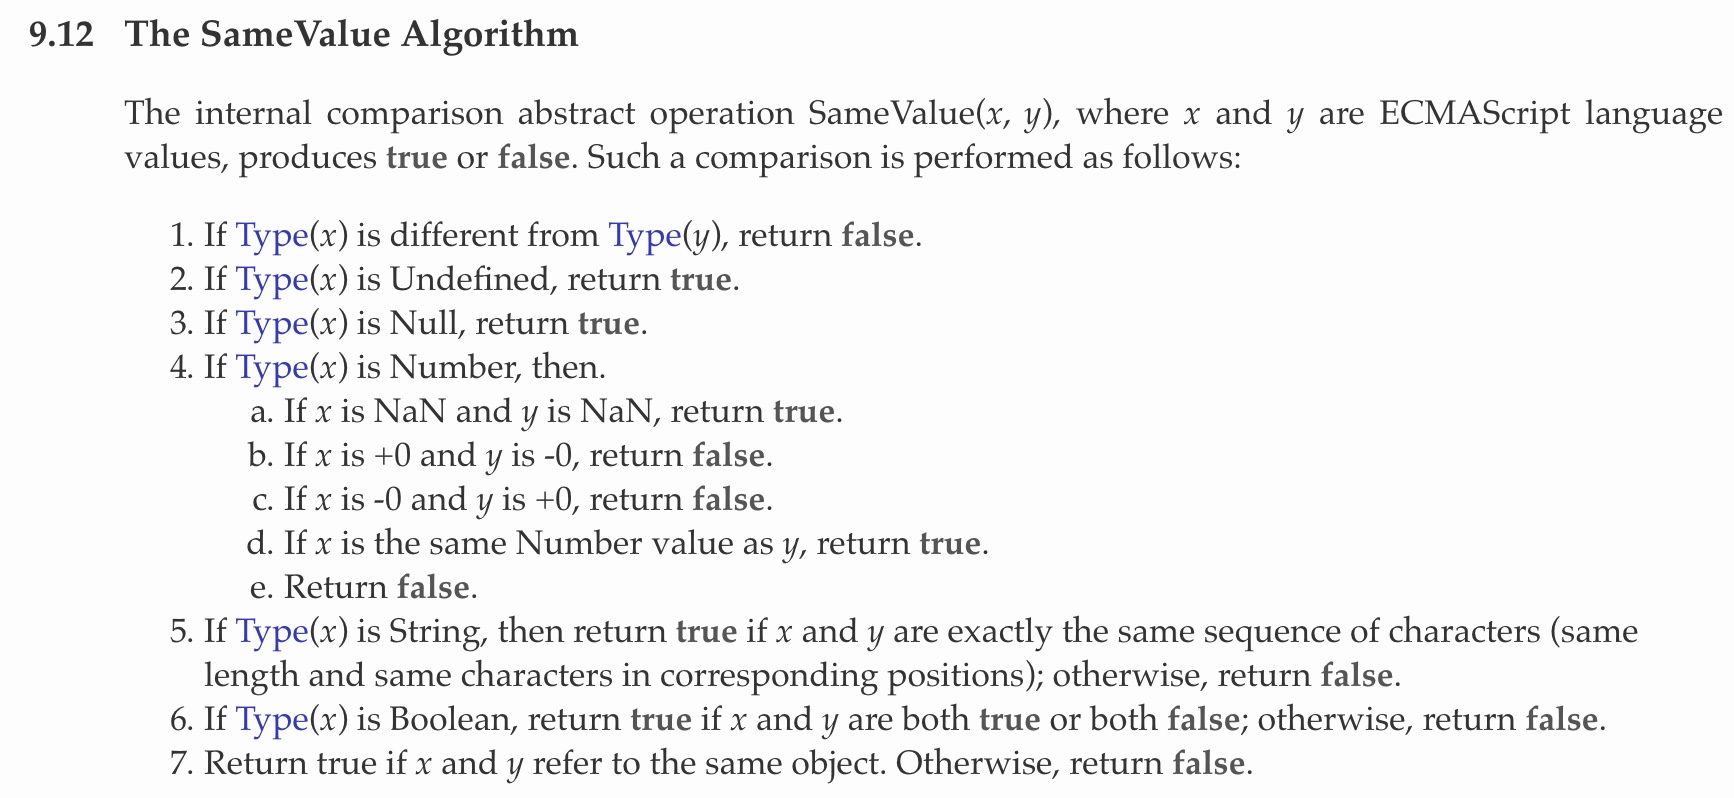 9.12 The SameValue Algorithm
The internal comparison abstract operation SameValue(x, y), where x and y are ECMAScript language
values, produces true or false. Such a comparison is performed as follows:
1. If Type(x) is different from Type(y), return false.
2. If Type(x) is Undefined, return true.
3. If Type(x) is Null, return true.
4. If Type(x) is Number, then.
a. If x is NaN and y is NaN, return true.
b. If x is +0 and y is -0, return false.
c. If x is -0 and y is +0, return false.
d. If x is the same Number value as y, return true.
e. Return false.
5. If Type(x) is String, then return true if x and y are exactly the same sequence of characters (same
length and same characters in corresponding positions); otherwise, return false.
6. If Type(x) is Boolean, return true if x and y are both true or both false; otherwise, return false.
7. Return true if x and y refer to the same object. Otherwise, return false.